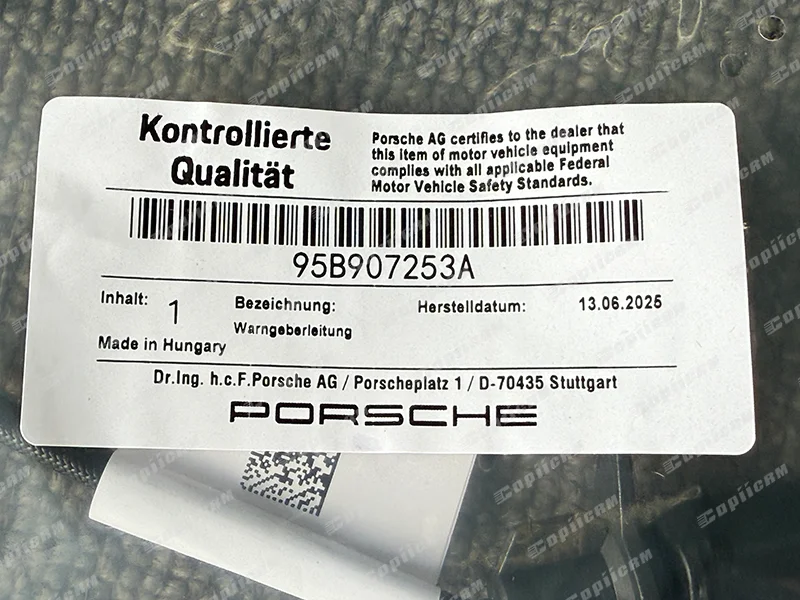 Kontrollierte
Qualität
Porsche AG certifies to the dealer that
this item of motor vehicle equipment
complies with all applicable Federal
Motor Vehicle Safety Standards.
95B907253A
Inhalt: 1
Bezeichnung:
Herstelldatum: 13.06.2025
Warngeberleitung
Made in Hungary
Dr.Ing. h.c.F.Porsche AG / Porscheplatz 1 / D-70435 Stuttgart
PORSCHE
CopiiCAM